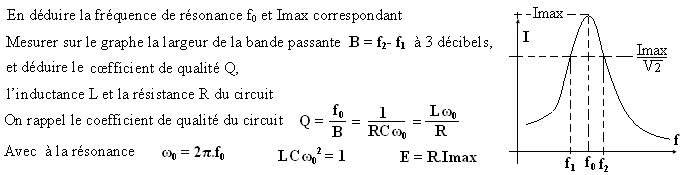 En déduire la fréquence de résonance f₀ et Imax correspondant
Mesurer sur le graphe la largeur de la bande passante B = f₂- f₁ à 3 décibels,
et déduire le cœfficient de qualité Q,
l'inductance L et la résistance R du circuit
On rappel le coefficient de qualité du circuit Q = f₀/B = 1/RCω₀ = Lω₀/R
Avec à la résonance ω₀ = 2π.f₀ LCω₀² = 1 E = R.Imax
Imax
I
Imax/√2
f
f₁ f₀ f₂